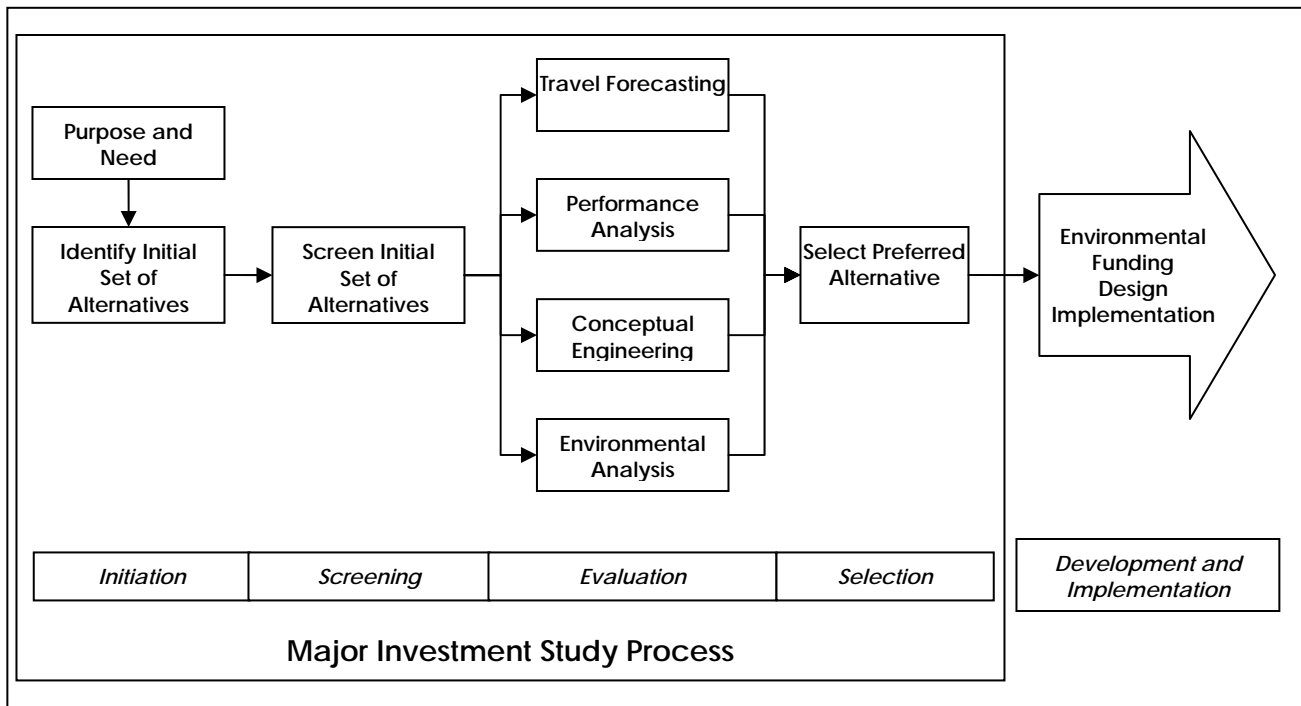 Purpose and
Need
Identify Initial
Set of
Alternatives
Screen Initial
Set of
Alternatives
Travel Forecasting
Performance
Analysis
Conceptual
Engineering
Environmental
Analysis
Select Preferred
Alternative
Environmental
Funding
Design
Implementation
Initiation
Screening
Evaluation
Selection
Development and
Implementation
Major Investment Study Process